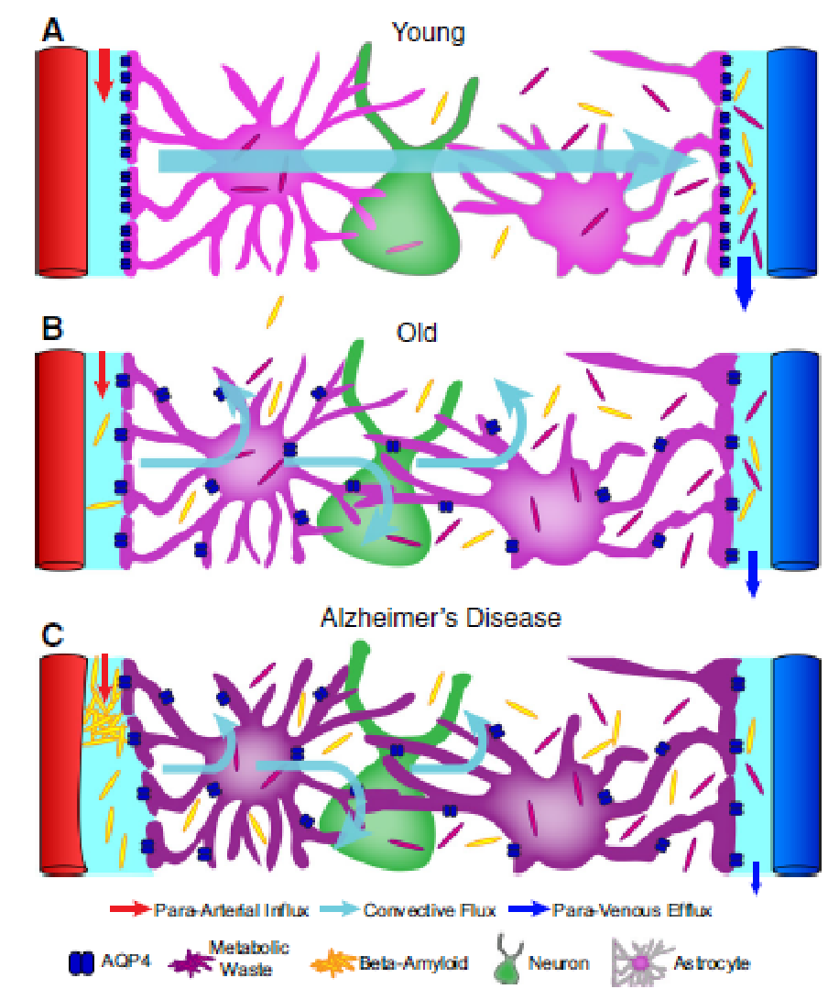 A
Young
B
Old
C
Alzheimer's Disease
Para-Arterial Influx
Convective Flux
Para-Venous Efflux
AQP4
Metabolic
Waste
Beta-Amyloid
Neuron
Astrocyte